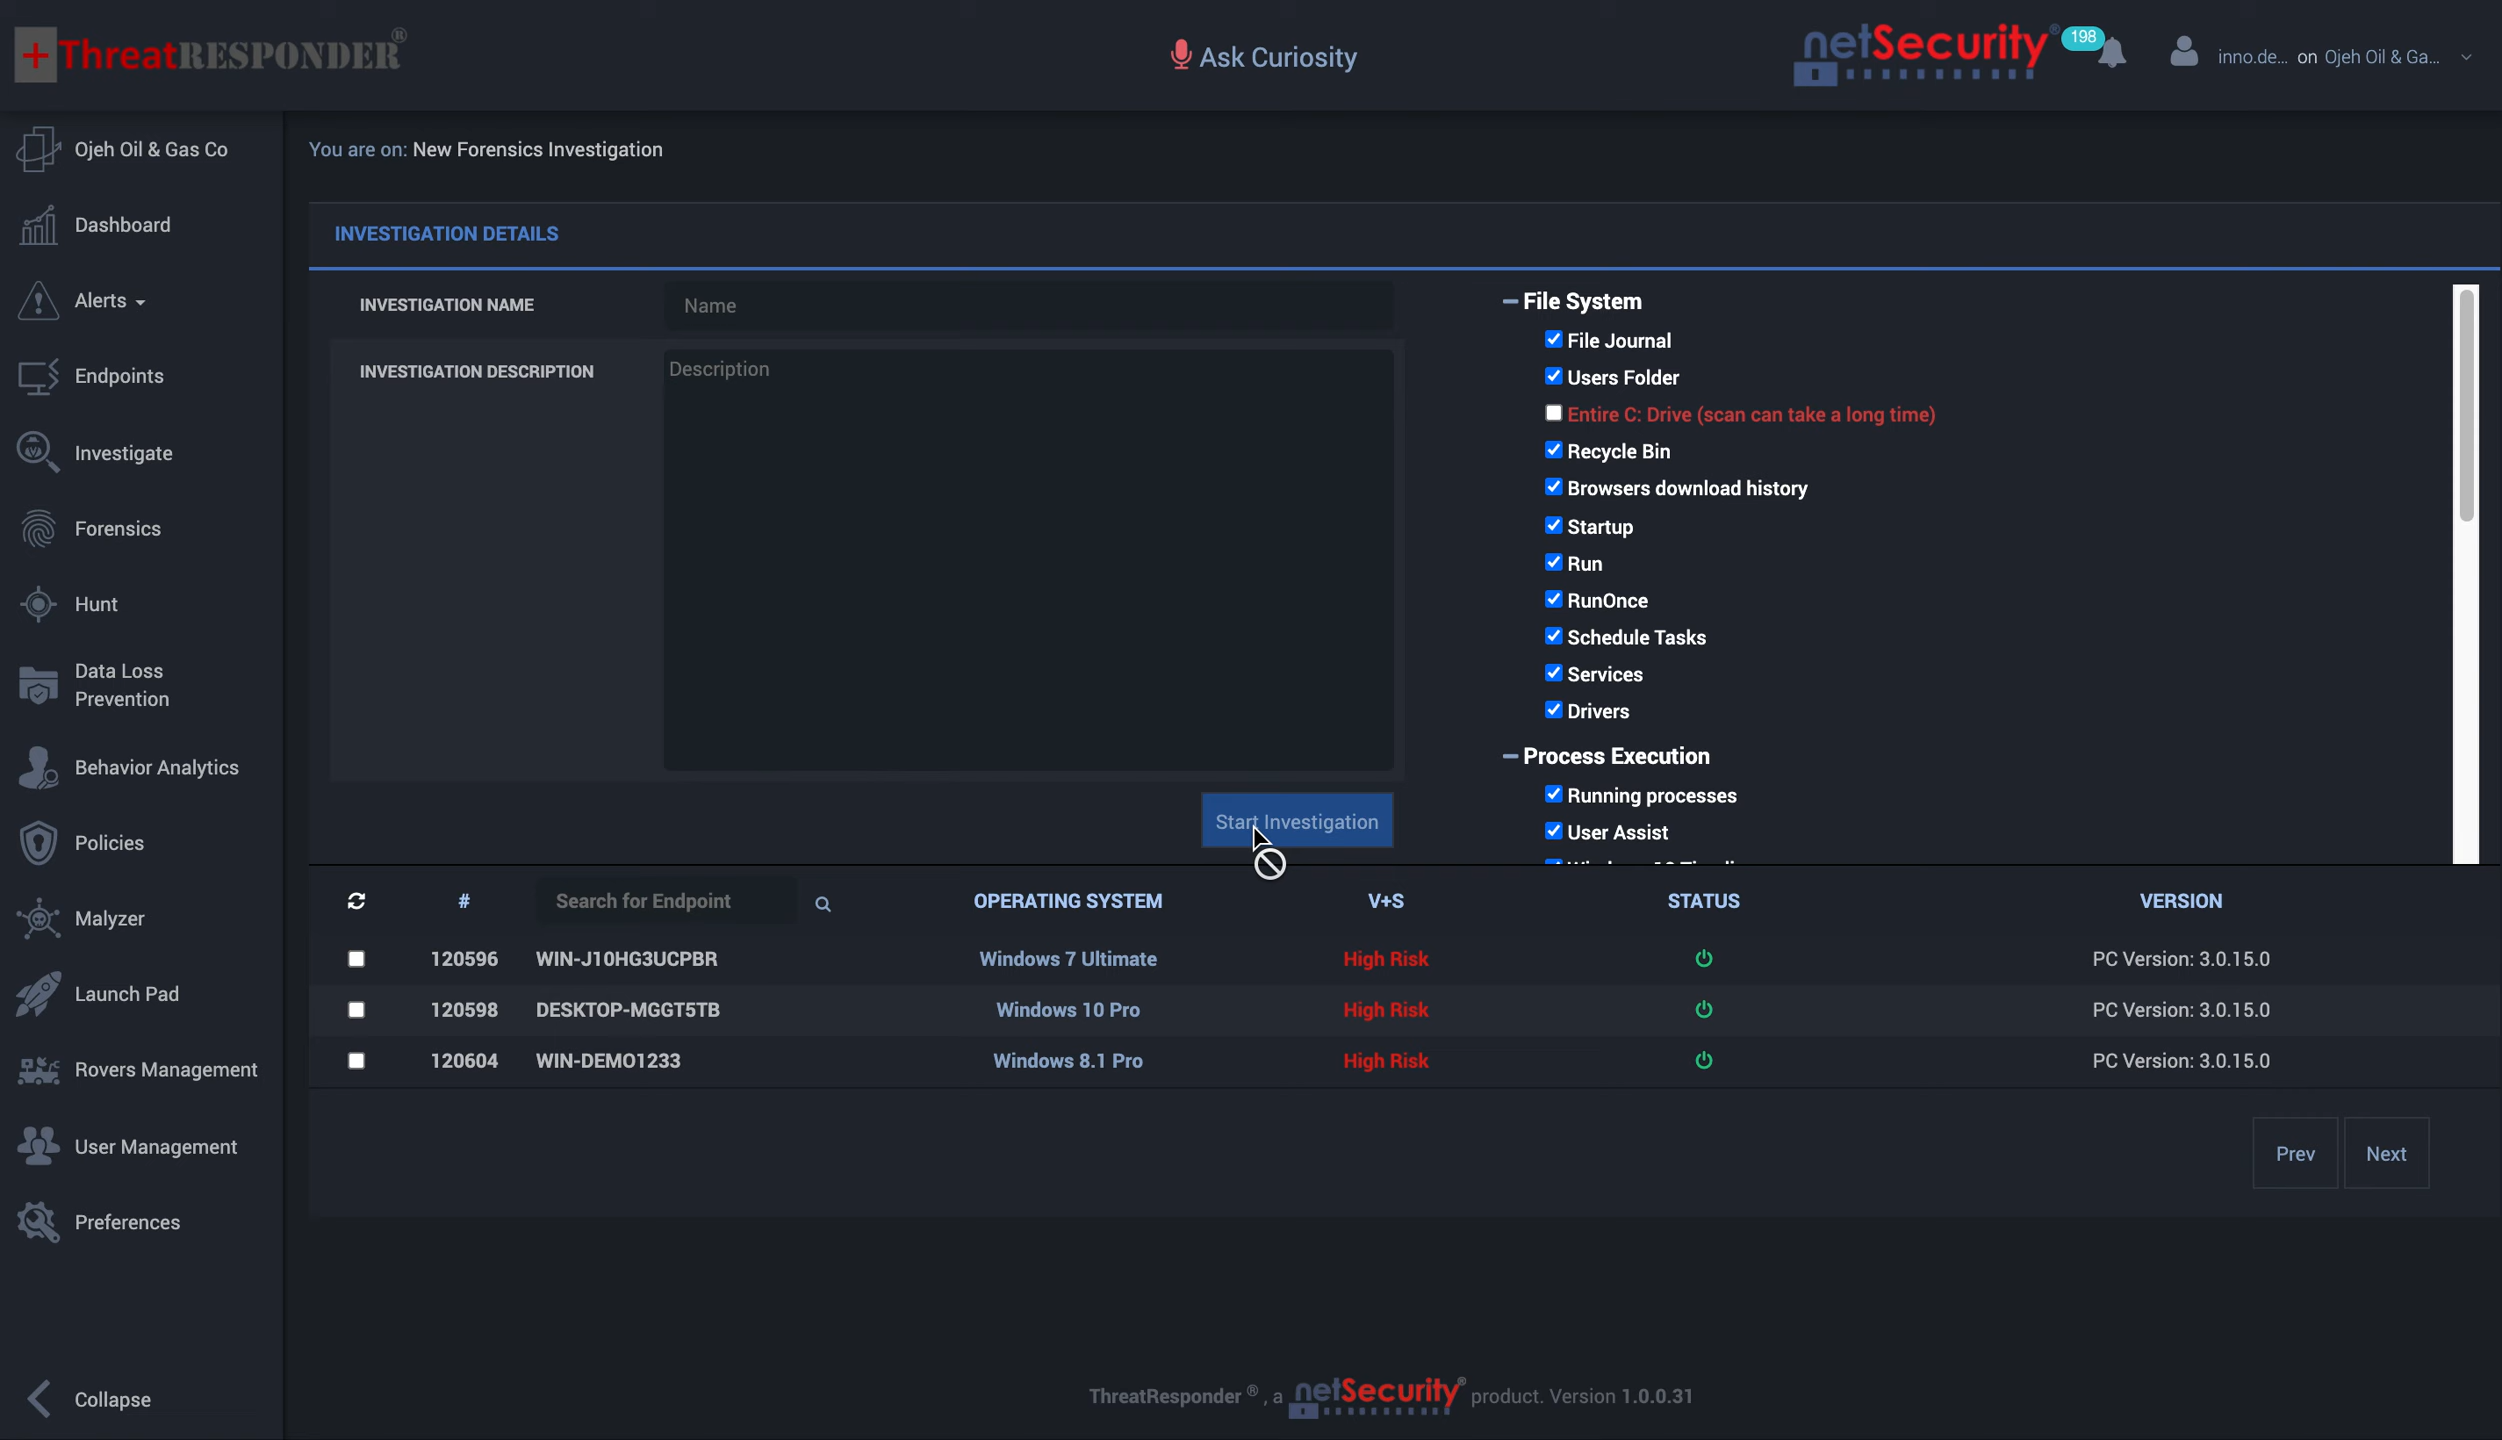 ThreatRESPONDER®
Ask Curiosity
netSecurity®
198
inno.de... on Ojeh Oil & Ga...
Ojeh Oil & Gas Co
Dashboard
Alerts
Endpoints
Investigate
Forensics
Hunt
Data Loss
Prevention
Behavior Analytics
Policies
Malyzer
Launch Pad
Rovers Management
User Management
Preferences
Collapse
You are on: New Forensics Investigation
INVESTIGATION DETAILS
INVESTIGATION NAME
Name
INVESTIGATION DESCRIPTION
Description
Start Investigation
File System
File Journal
Users Folder
Entire C: Drive (scan can take a long time)
Recycle Bin
Browsers download history
Startup
Run
RunOnce
Schedule Tasks
Services
Drivers
Process Execution
Running processes
User Assist
# Search for Endpoint OPERATING SYSTEM V+S STATUS VERSION
120596 WIN-J10HG3UCPBR Windows 7 Ultimate High Risk PC Version: 3.0.15.0
120598 DESKTOP-MGGT5TB Windows 10 Pro High Risk PC Version: 3.0.15.0
120604 WIN-DEMO1233 Windows 8.1 Pro High Risk PC Version: 3.0.15.0
Prev Next
ThreatResponder ®, a netSecurity® product. Version 1.0.0.31